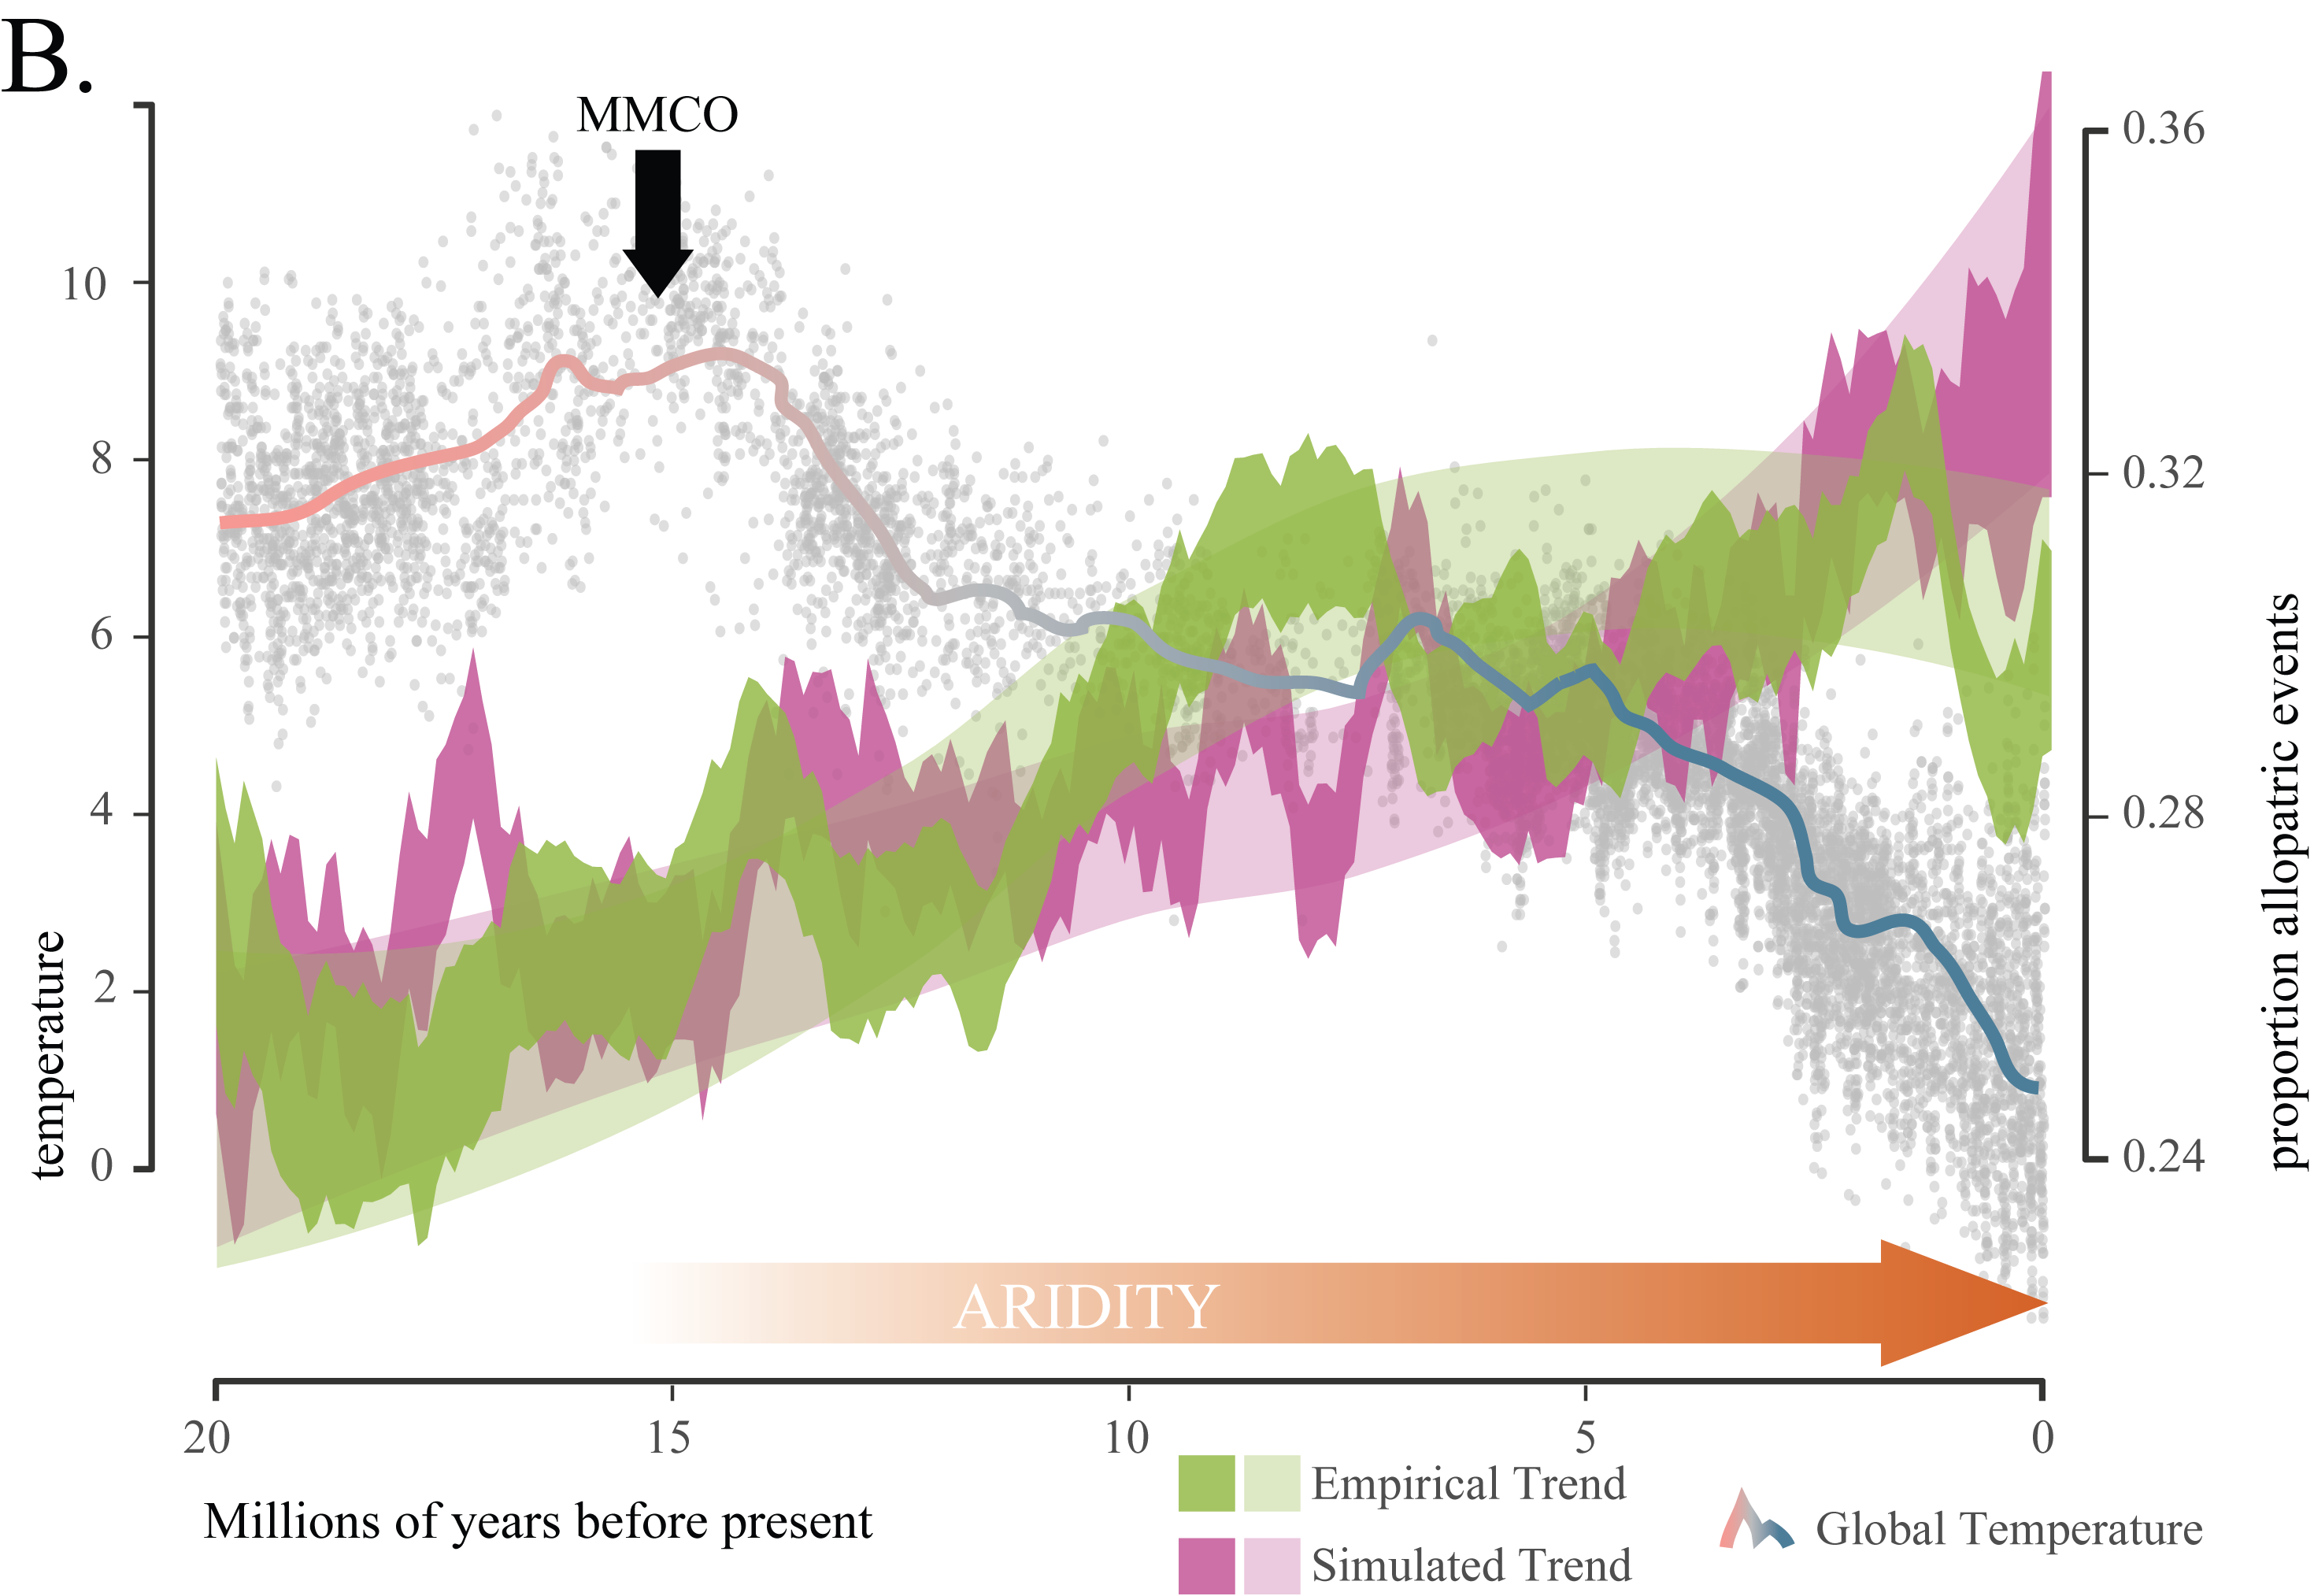 B.
MMCO
10
8
6
4
2
0
temperature
0.36
0.32
0.28
0.24
proportion allopatric events
ARIDITY
20 15 10 5 0
Millions of years before present
Empirical Trend
Simulated Trend
Global Temperature